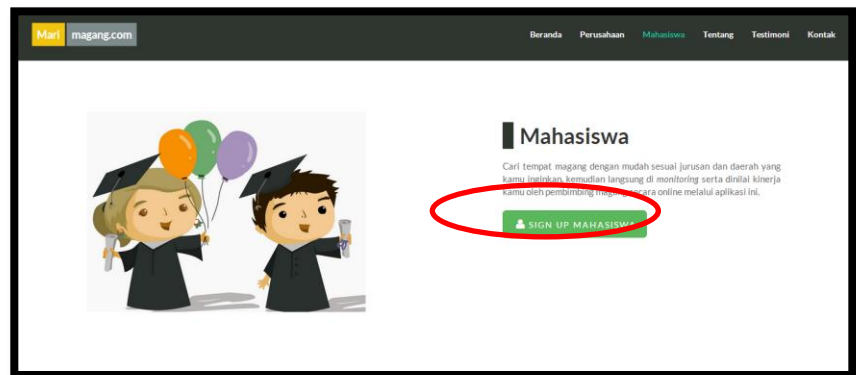 Mari magang.com
Beranda Perusahaan Mahasiswa Tentang Testimoni Kontak
Mahasiswa
Cari tempat magang dengan mudah sesuai jurusan dan daerah yang
kamu inginkan, kemudian langsung di monitoring serta dinilai kinerja
kamu oleh pembimbing magang secara online melalui aplikasi ini.
SIGN UP MAHASISWA